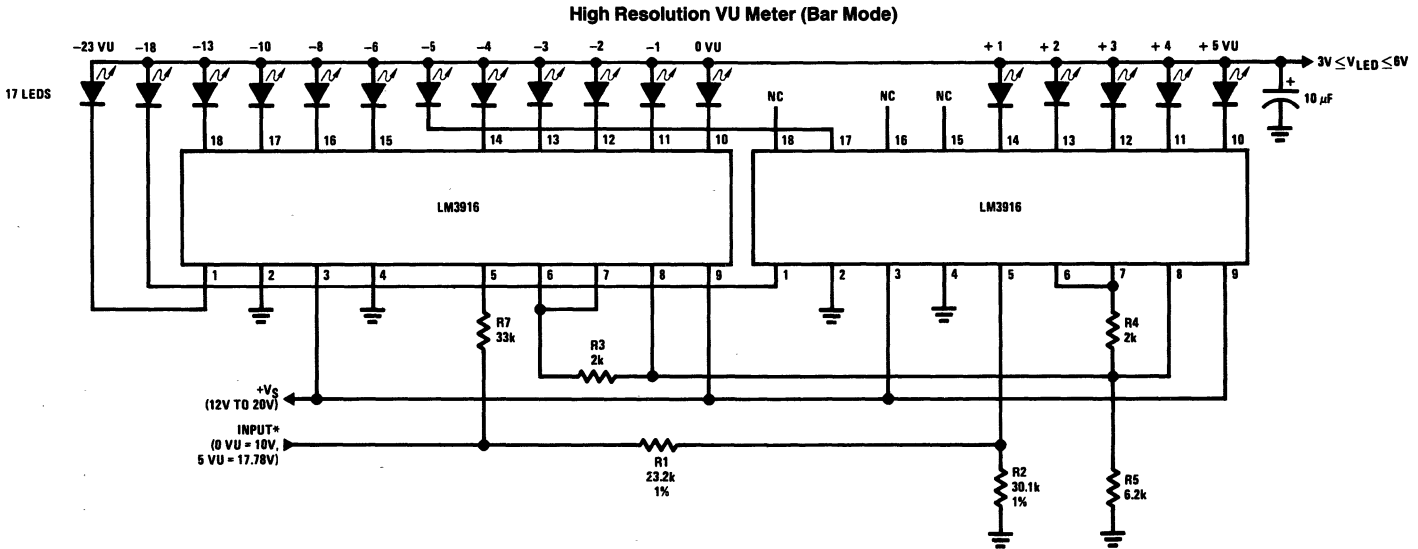 High Resolution VU Meter (Bar Mode)
–23 VU –18 –13 –10 –8 –6 –5 –4 –3 –2 –1 0 VU +1 +2 +3 +4 +5 VU
3V ≤ VLED ≤ 6V
17 LEDS
NC NC NC
+
10 μF
18 17 16 15 14 13 12 11 10 18 17 16 15 14 13 12 11 10
LM3916 LM3916
1 2 3 4 5 6 7 8 9 1 2 3 4 5 6 7 8 9
R7
33k
R4
2k
R3
2k
+VS
(12V TO 20V)
INPUT*
(0 VU = 10V,
5 VU = 17.78V)
R1
23.2k
1%
R2
30.1k
1%
R5
6.2k